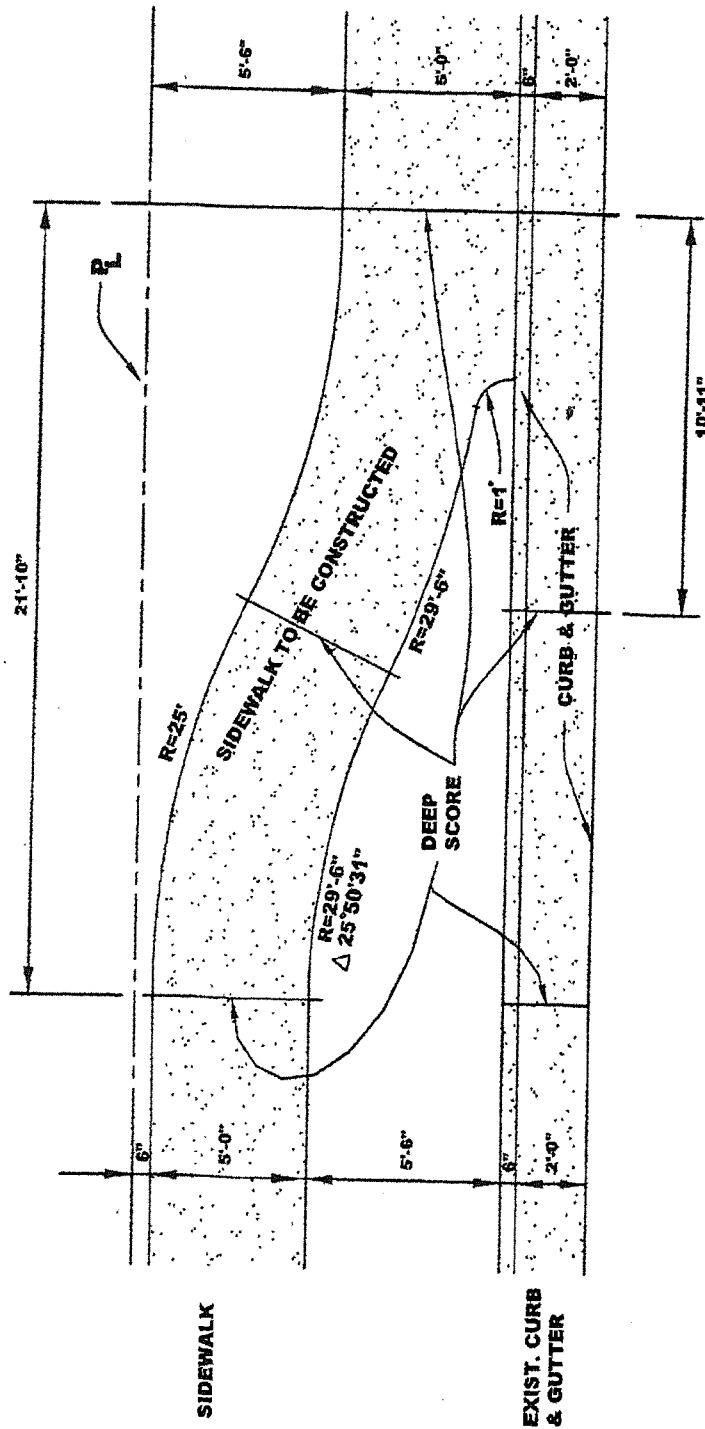 21'-10"
PL
5'-6"
5'-0"
6"
2'-0"
R=25'
SIDEWALK TO BE CONSTRUCTED
R=29'-6"
R=1'
R=29'-6"
Δ 25°50'31"
DEEP
SCORE
CURB & GUTTER
10'-11"
6"
5'-0"
5'-6"
6"
2'-0"
SIDEWALK
EXIST. CURB
& GUTTER